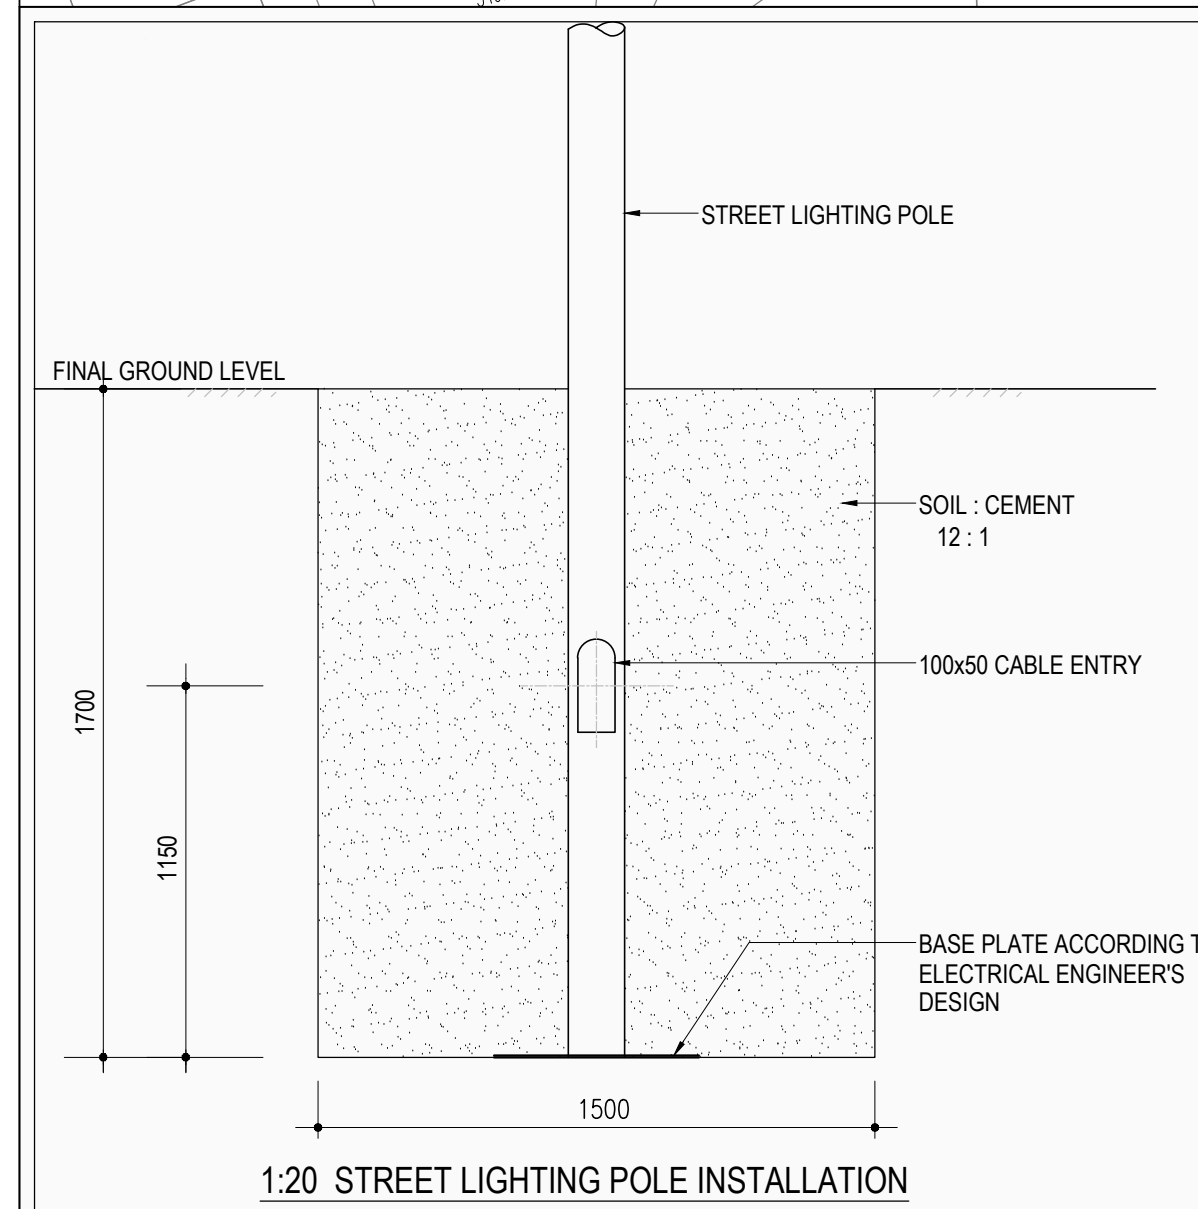 STREET LIGHTING POLE
FINAL GROUND LEVEL
SOIL : CEMENT
12 : 1
100x50 CABLE ENTRY
1700
1150
BASE PLATE ACCORDING T
ELECTRICAL ENGINEER'S
DESIGN
1500
1:20 STREET LIGHTING POLE INSTALLATION